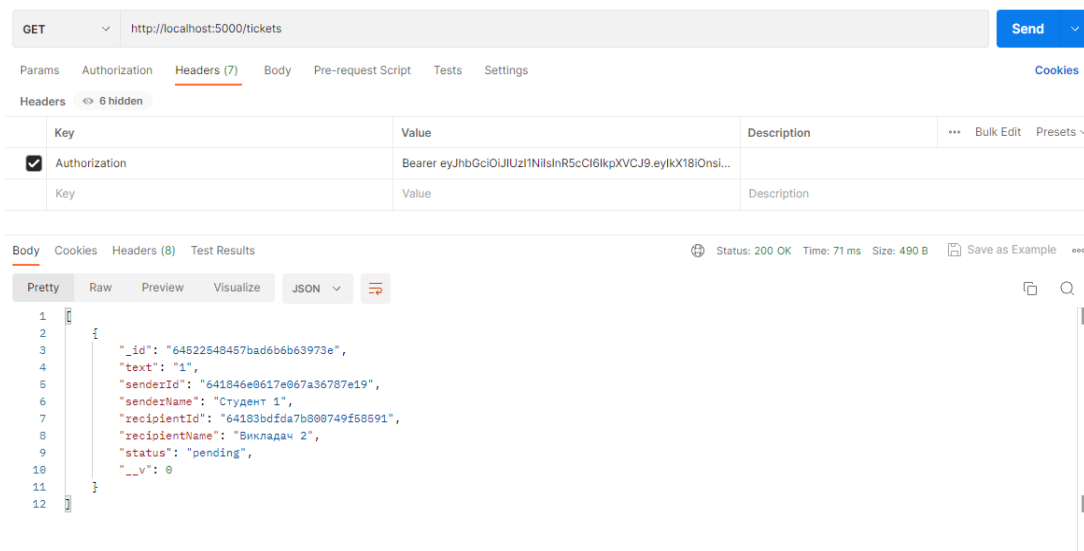 GET http://localhost:5000/tickets Send
Params Authorization Headers (7) Body Pre-request Script Tests Settings Cookies
Headers 6 hidden
Key Value Description Bulk Edit Presets
Authorization Bearer eyJhbGciOiJIUzI1NiIsInR5cCI6IkpXVCJ9.eyIkX18iOnsi...
Key Value Description
Body Cookies Headers (8) Test Results Status: 200 OK Time: 71 ms Size: 490 B Save as Example
Pretty Raw Preview Visualize JSON
1 [
2 {
3 "_id": "64522548457bad6b6b63973e",
4 "text": "1",
5 "senderId": "641846e0617e067a36787e19",
6 "senderName": "Студент 1",
7 "recipientId": "64183bdfda7b800749f58591",
8 "recipientName": "Викладач 2",
9 "status": "pending",
10 "__v": 0
11 }
12 ]